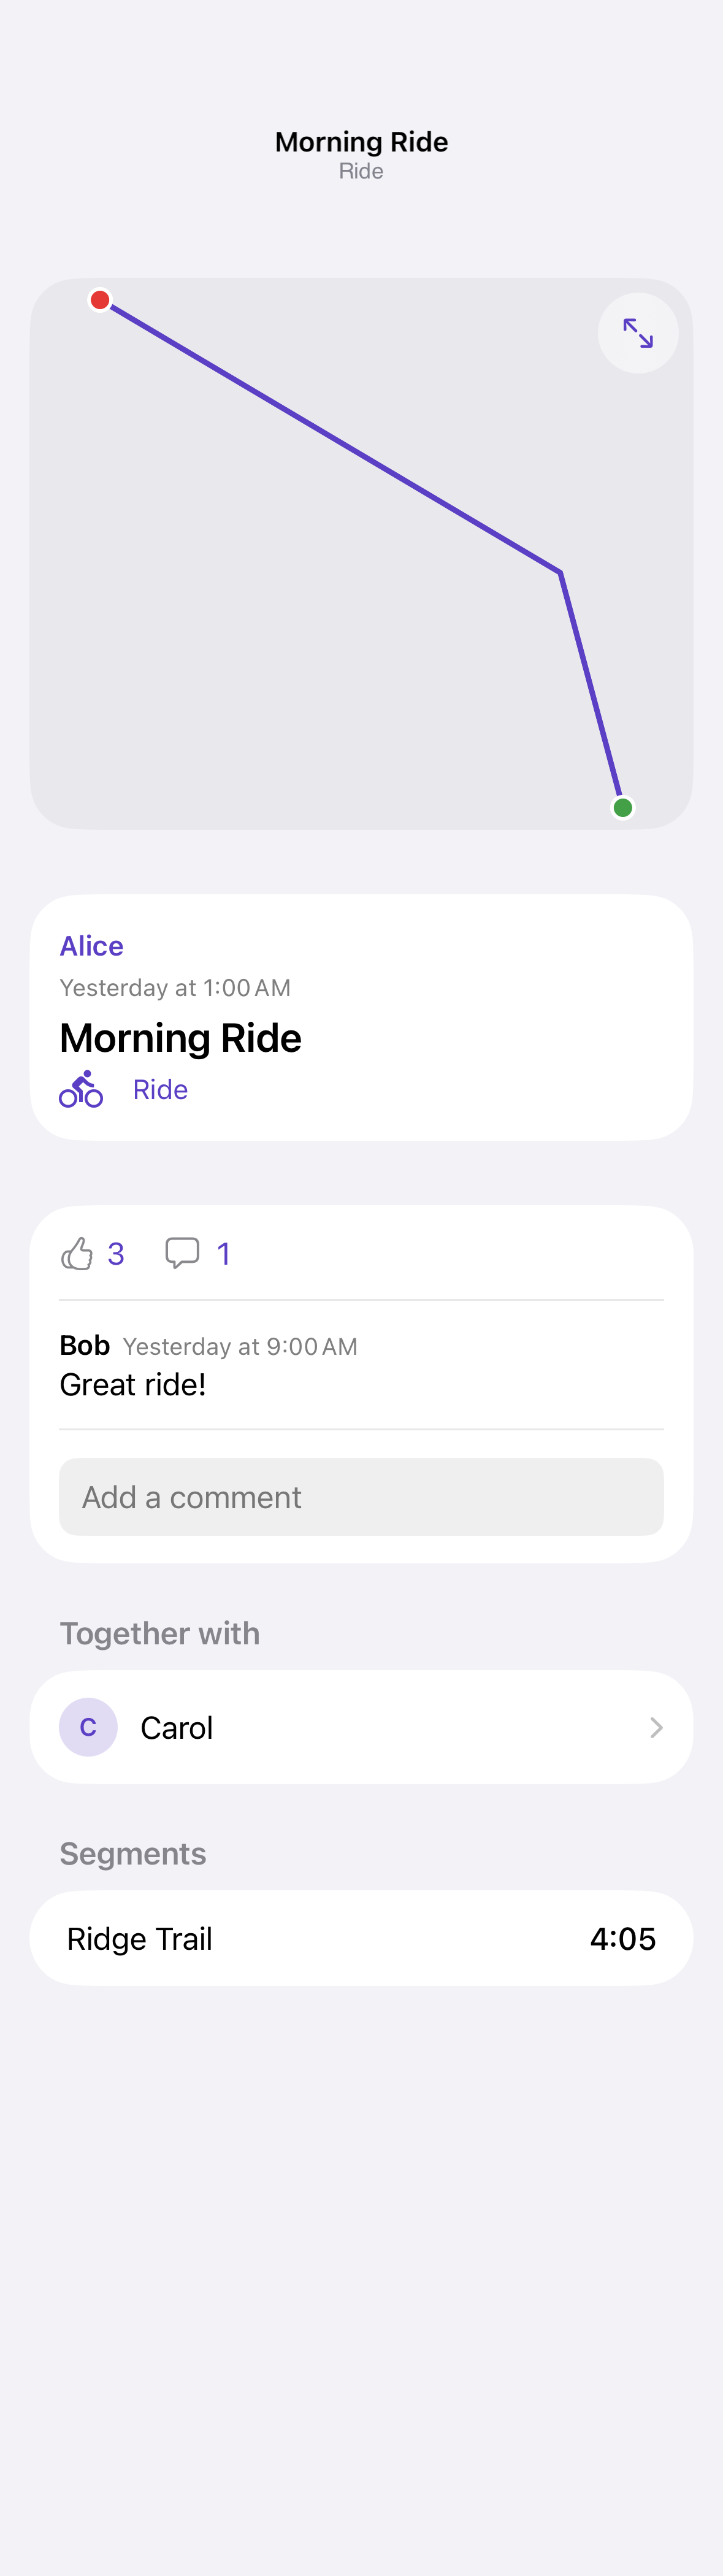 Morning Ride
Ride
Alice
Yesterday at 1:00 AM
Morning Ride
Ride
3 1
Bob Yesterday at 9:00 AM
Great ride!
Add a comment
Together with
C Carol
Segments
Ridge Trail 4:05